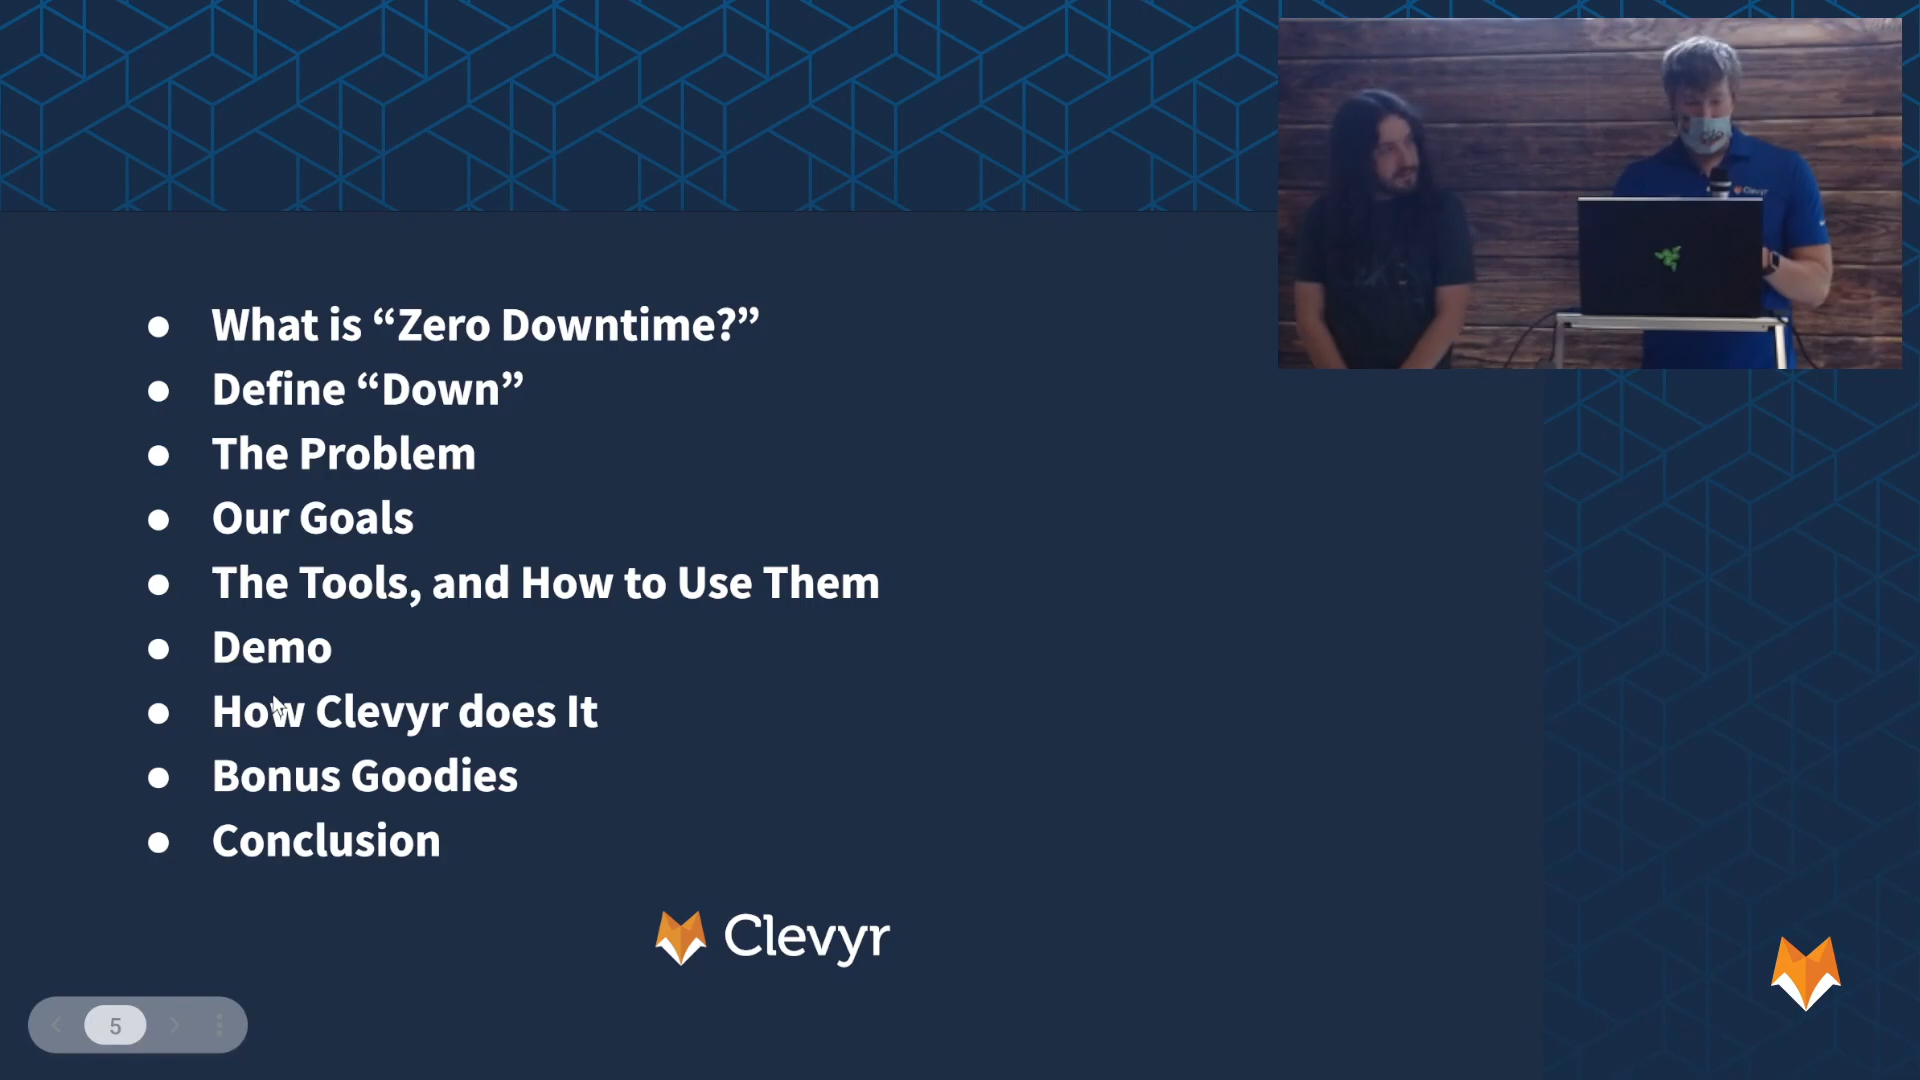 What is “Zero Downtime?”
Define “Down”
The Problem
Our Goals
The Tools, and How to Use Them
Demo
How Clevyr does It
Bonus Goodies
Conclusion
Clevyr
5
Clevyr